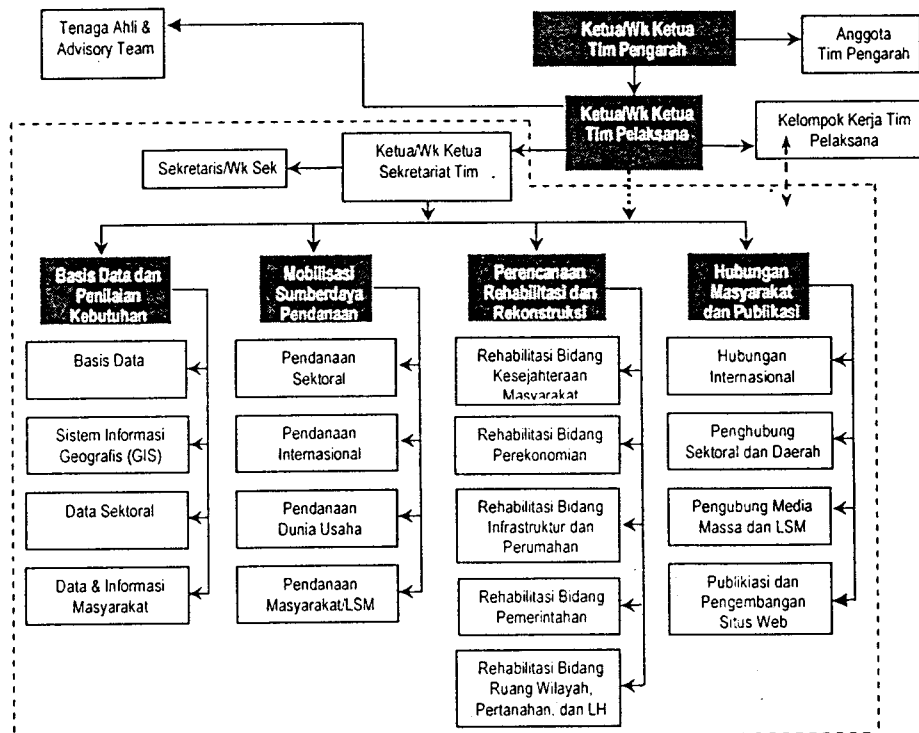 Tenaga Ahli &
Advisory Team
Ketua/Wk Ketua
Tim Pengarah
Anggota
Tim Pengarah
Ketua/Wk Ketua
Tim Pelaksana
Kelompok Kerja Tim
Pelaksana
Ketua/Wk Ketua
Sekretariat Tim
Sekretaris/Wk Sek
Basis Data dan
Penilaian
Kebutuhan
Basis Data
Sistem Informasi
Geografis (GIS)
Data Sektoral
Data & Informasi
Masyarakat
Mobilisasi
Sumberdaya
Pendanaan
Pendanaan
Sektoral
Pendanaan
Internasional
Pendanaan
Dunia Usaha
Pendanaan
Masyarakat/LSM
Perencanaan
Rehabilitasi dan
Rekonstruksi
Rehabilitasi Bidang
Kesejahteraan
Masyarakat
Rehabilitasi Bidang
Perekonomian
Rehabilitasi Bidang
Infrastruktur dan
Perumahan
Rehabilitasi Bidang
Pemerintahan
Rehabilitasi Bidang
Ruang Wilayah,
Pertanahan, dan LH
Hubungan
Masyarakat
dan Publikasi
Hubungan
Internasional
Penghubung
Sektoral dan Daerah
Pengubung Media
Massa dan LSM
Publikiasi dan
Pengembangan
Situs Web